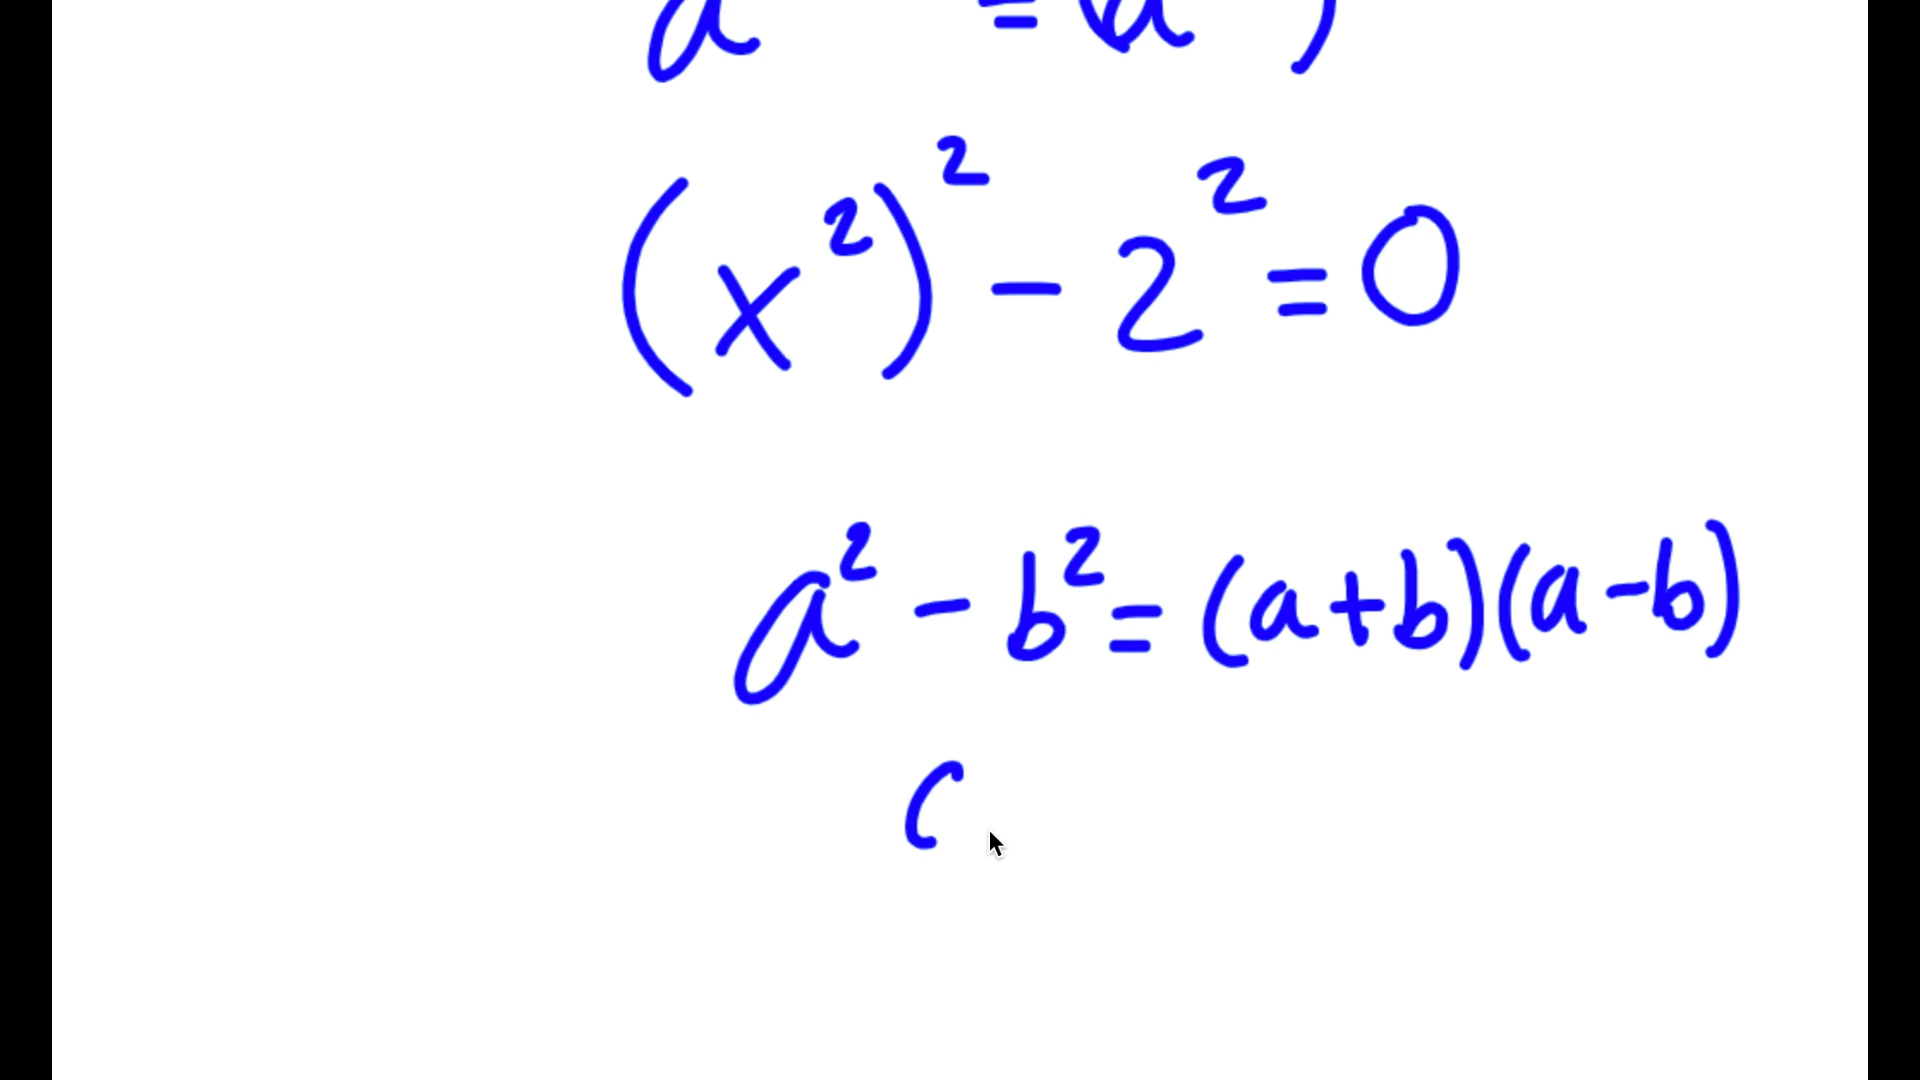 a = (a )
(x²)² - 2² = 0
a² - b² = (a+b)(a-b)
(